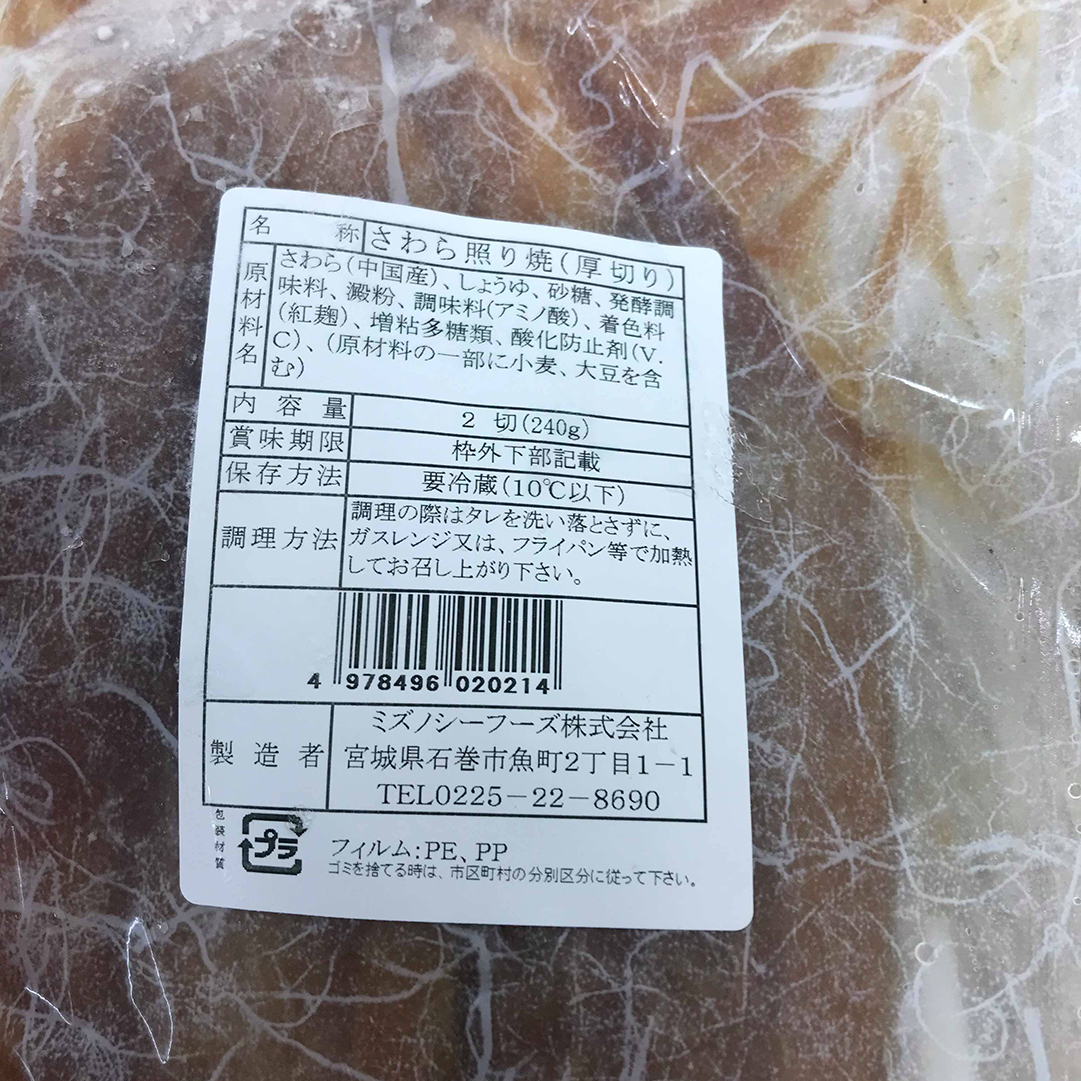 名称 さわら照り焼(厚切り)
原材料名 さわら(中国産)、しょうゆ、砂糖、発酵調
味料、澱粉、調味料(アミノ酸)、着色料
(紅麹)、増粘多糖類、酸化防止剤(V.
C)、(原材料の一部に小麦、大豆を含
む)
内容量 2 切(240g)
賞味期限 枠外下部記載
保存方法 要冷蔵(10℃以下)
調理方法 調理の際はタレを洗い落とさずに、
ガスレンジ又は、フライパン等で加熱
してお召し上がり下さい。
4 978496 020214
製造者 ミズノシーフーズ株式会社
宮城県石巻市魚町2丁目1-1
TEL0225-22-8690
包装材質 プラ フィルム:PE、PP
ゴミを捨てる時は、市区町村の分別区分に従って下さい。